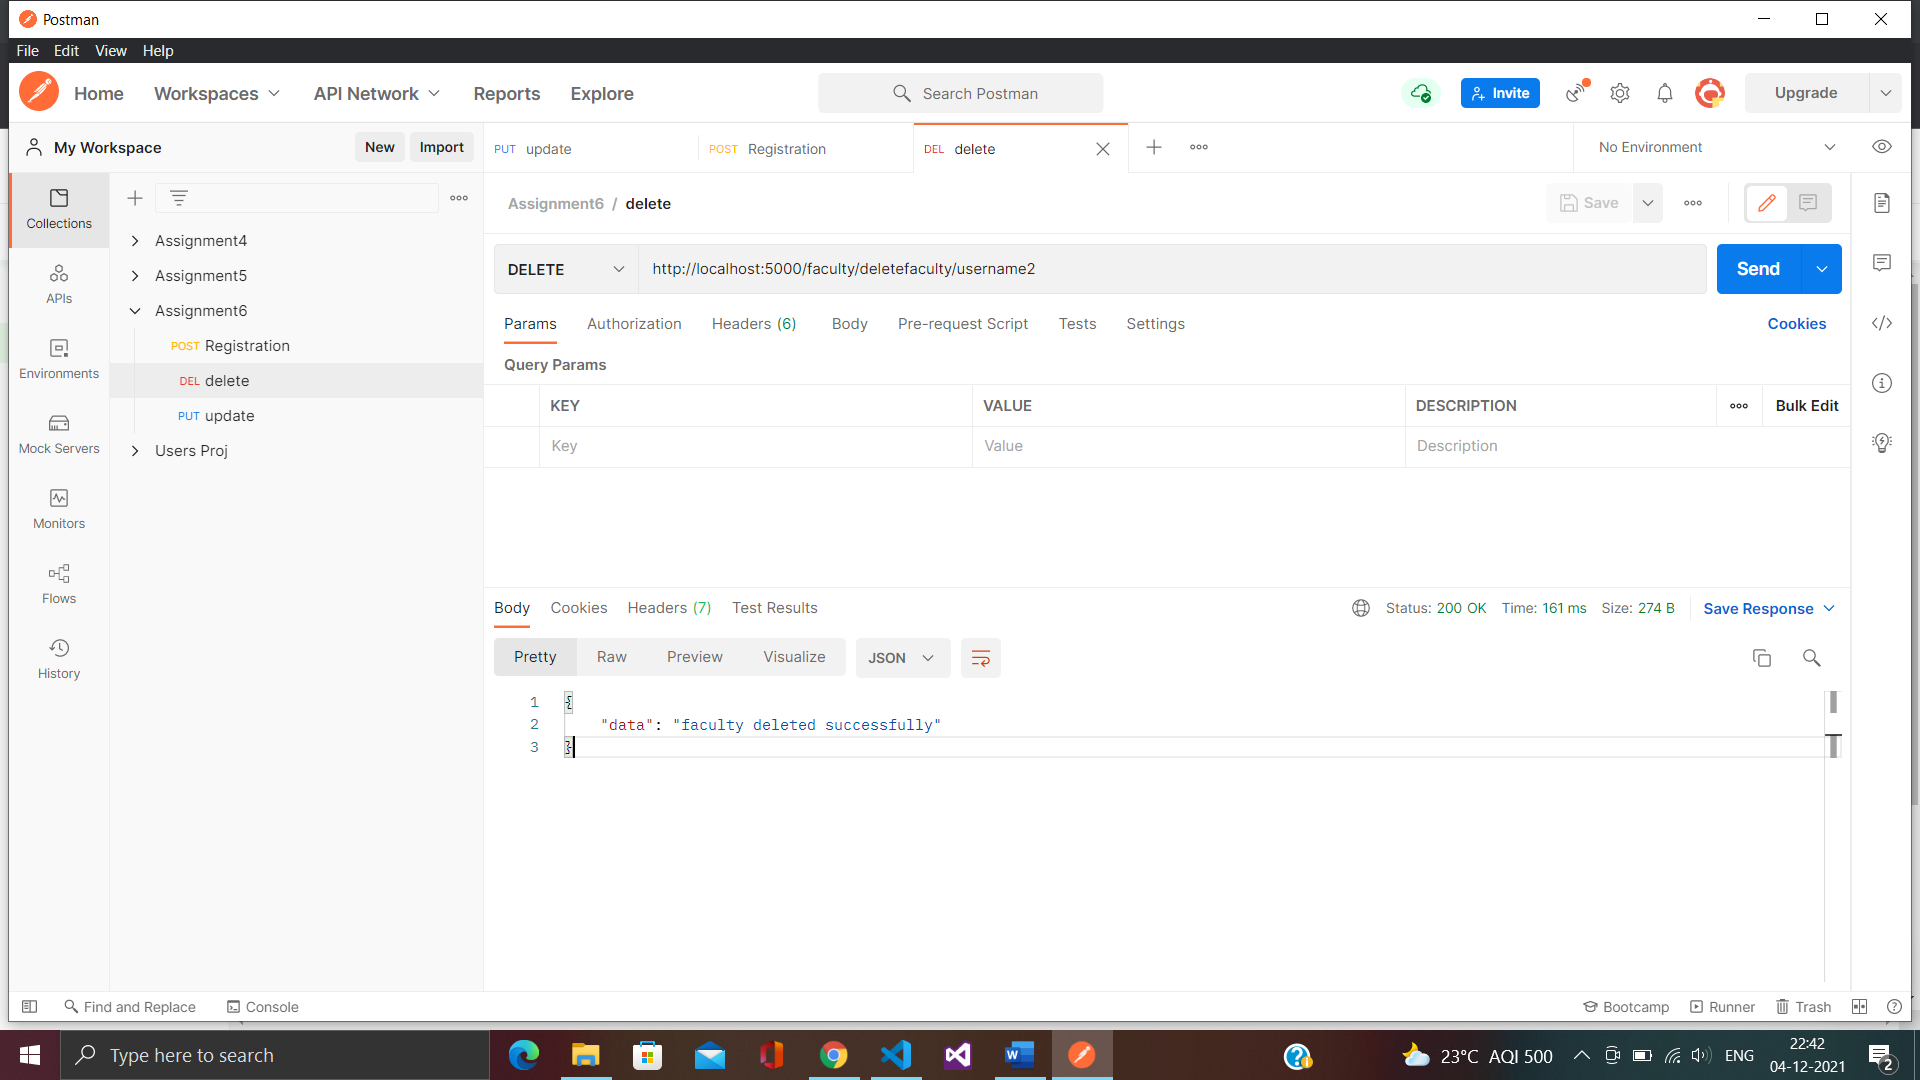 Postman
File Edit View Help
Home Workspaces API Network Reports Explore Search Postman Invite Upgrade
My Workspace New Import PUT update POST Registration DEL delete No Environment
Assignment6 / delete Save
Collections
Assignment4
Assignment5
Assignment6
POST Registration
DEL delete
PUT update
Users Proj
APIs
Environments
Mock Servers
Monitors
Flows
History
DELETE http://localhost:5000/faculty/deletefaculty/username2 Send
Params Authorization Headers (6) Body Pre-request Script Tests Settings Cookies
Query Params
KEY VALUE DESCRIPTION Bulk Edit
Key Value Description
Body Cookies Headers (7) Test Results Status: 200 OK Time: 161 ms Size: 274 B Save Response
Pretty Raw Preview Visualize JSON
1 {
2 "data": "faculty deleted successfully"
3 }
Find and Replace Console Bootcamp Runner Trash
Type here to search 23°C AQI 500 ENG 22:42
04-12-2021 2